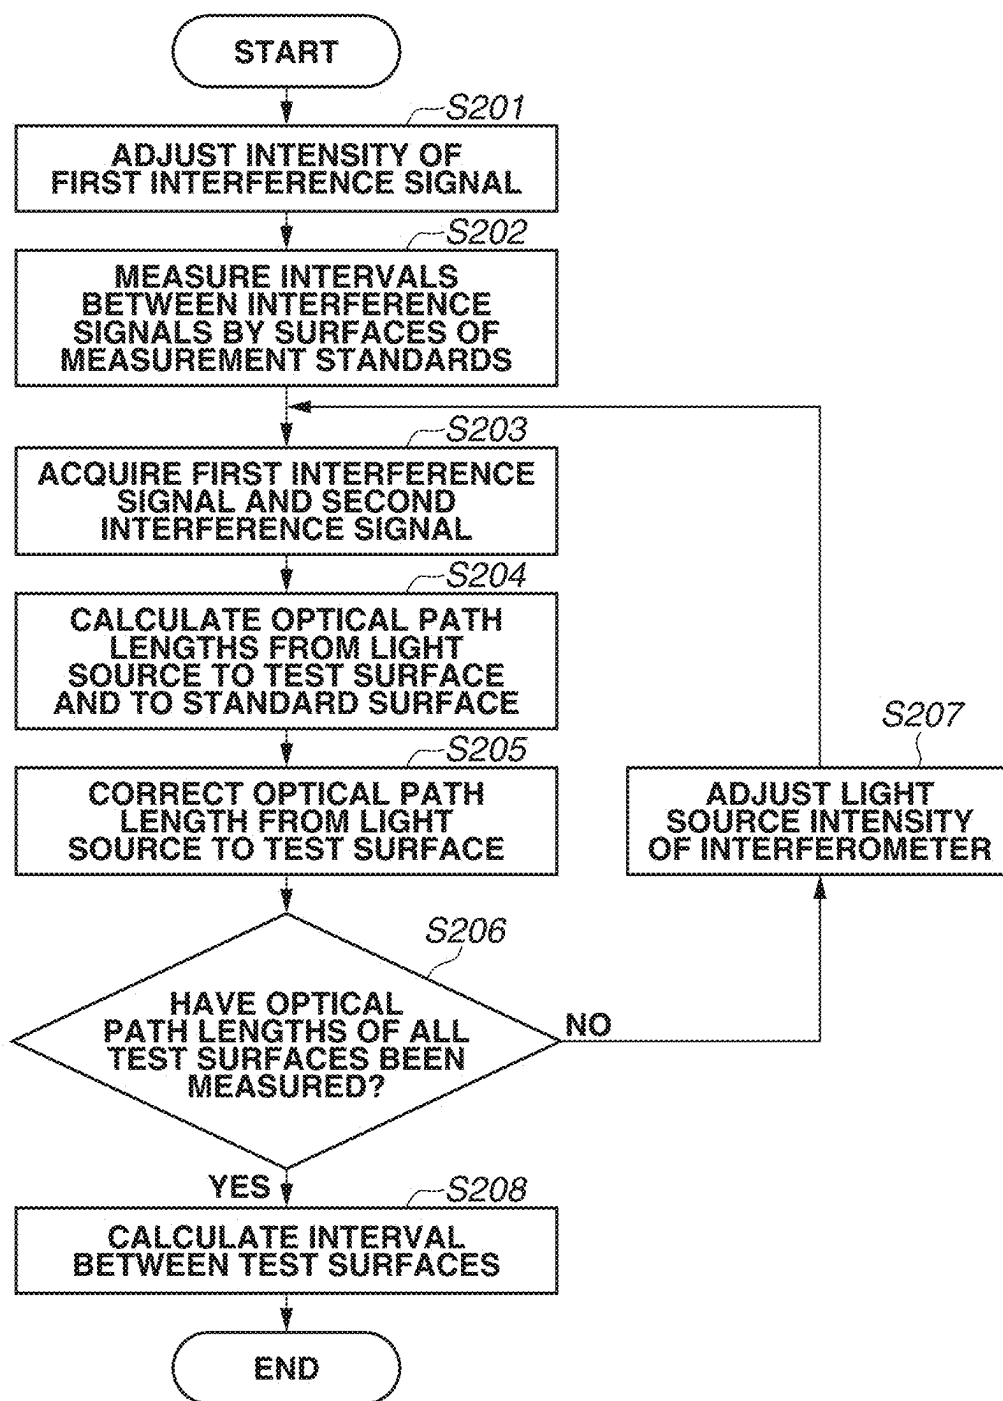 START
S201
ADJUST INTENSITY OF
FIRST INTERFERENCE SIGNAL
S202
MEASURE INTERVALS
BETWEEN INTERFERENCE
SIGNALS BY SURFACES OF
MEASUREMENT STANDARDS
S203
ACQUIRE FIRST INTERFERENCE
SIGNAL AND SECOND
INTERFERENCE SIGNAL
S204
CALCULATE OPTICAL PATH
LENGTHS FROM LIGHT
SOURCE TO TEST SURFACE
AND TO STANDARD SURFACE
S205
CORRECT OPTICAL PATH
LENGTH FROM LIGHT
SOURCE TO TEST SURFACE
S206
HAVE OPTICAL
PATH LENGTHS OF ALL
TEST SURFACES BEEN
MEASURED?
NO
S207
ADJUST LIGHT
SOURCE INTENSITY
OF INTERFEROMETER
YES
S208
CALCULATE INTERVAL
BETWEEN TEST SURFACES
END